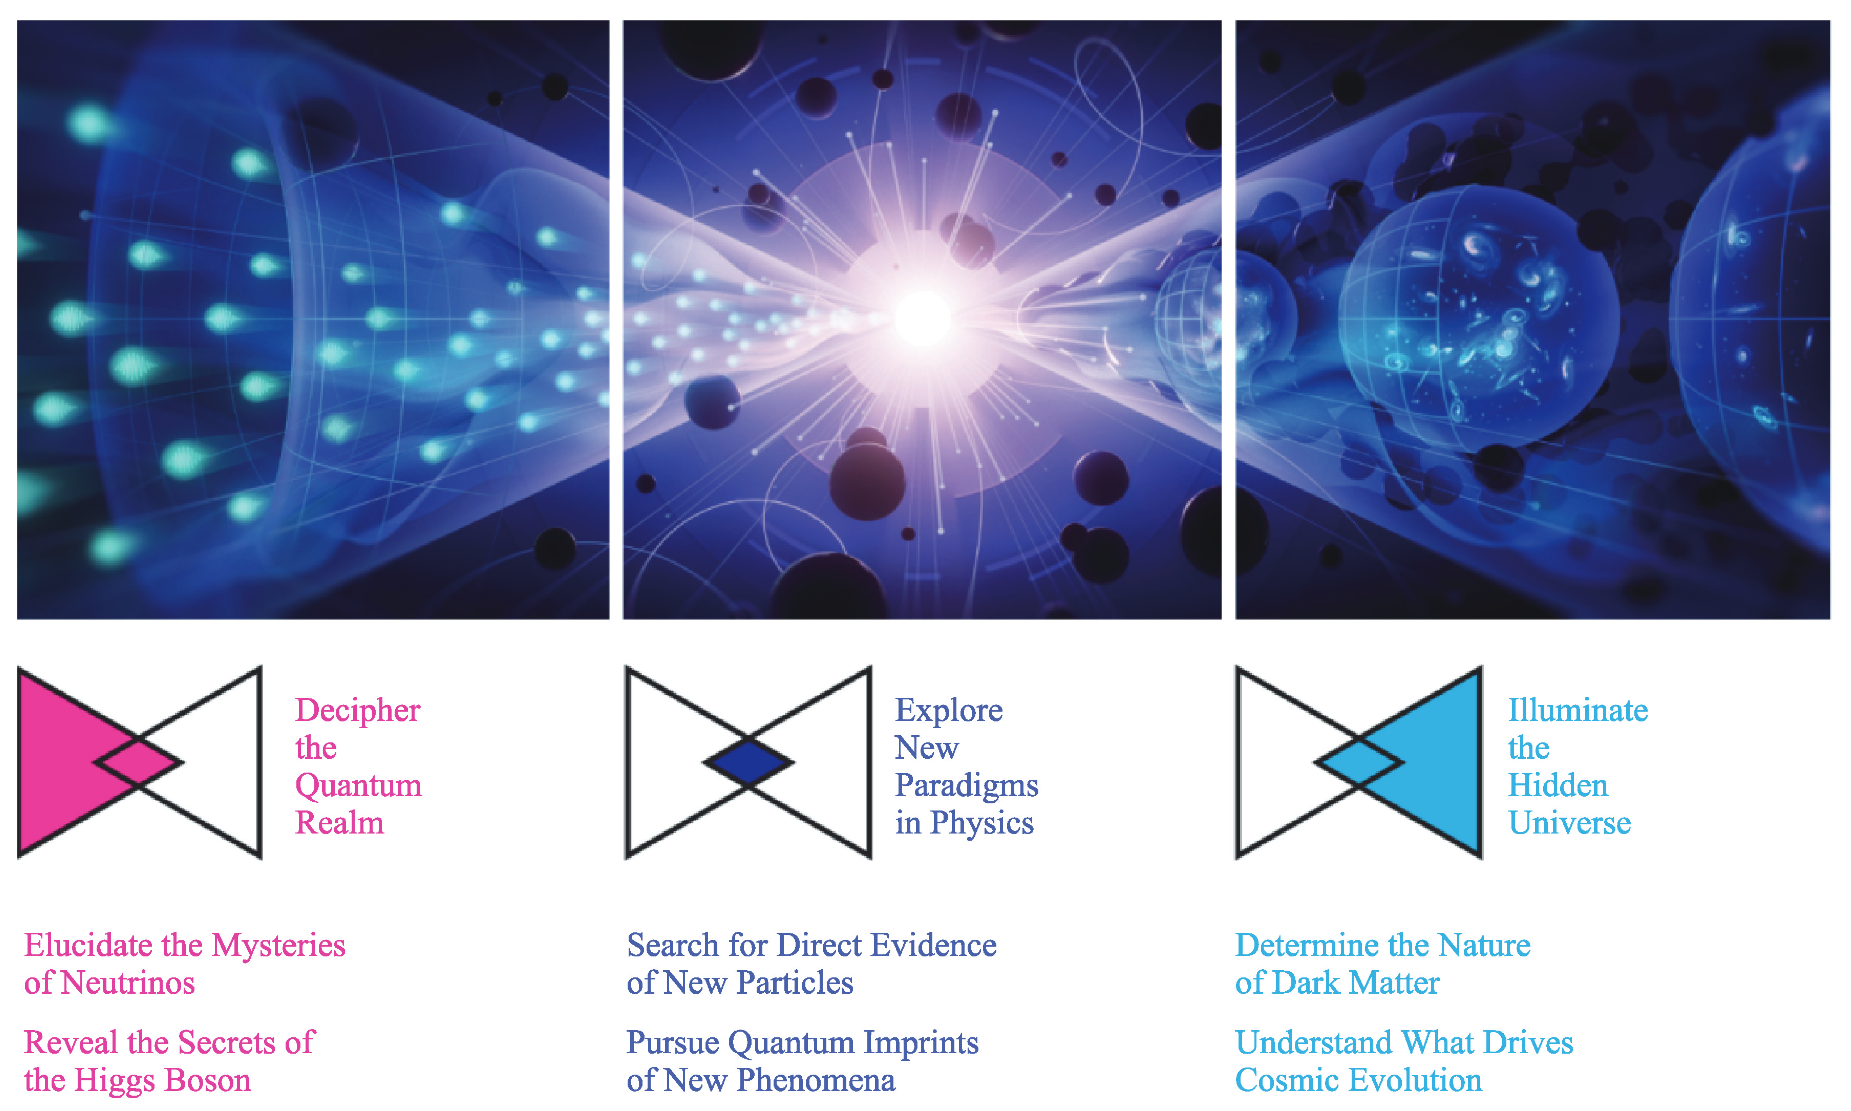 Decipher
the
Quantum
Realm
Explore
New
Paradigms
in Physics
Illuminate
the
Hidden
Universe
Elucidate the Mysteries
of Neutrinos
Reveal the Secrets of
the Higgs Boson
Search for Direct Evidence
of New Particles
Pursue Quantum Imprints
of New Phenomena
Determine the Nature
of Dark Matter
Understand What Drives
Cosmic Evolution